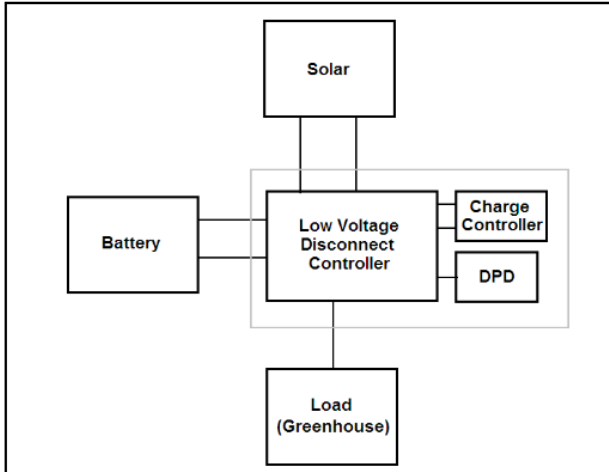 Solar
Battery
Low Voltage
Disconnect
Controller
Charge
Controller
DPD
Load
(Greenhouse)